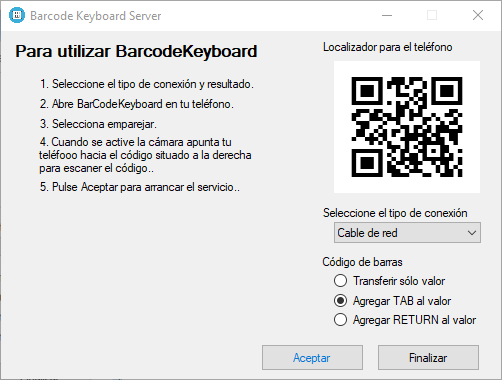 Barcode Keyboard Server
Para utilizar BarcodeKeyboard
1. Seleccione el tipo de conexión y resultado.
2. Abre BarCodeKeyboard en tu teléfono.
3. Selecciona emparejar.
4. Cuando se active la cámara apunta tu
teléfooo hacia el código situado a la derecha
para escaner el código..
5. Pulse Aceptar para arrancar el servicio..
Localizador para el teléfono
Seleccione el tipo de conexión
Cable de red
Código de barras
Transferir sólo valor
Agregar TAB al valor
Agregar RETURN al valor
Aceptar
Finalizar